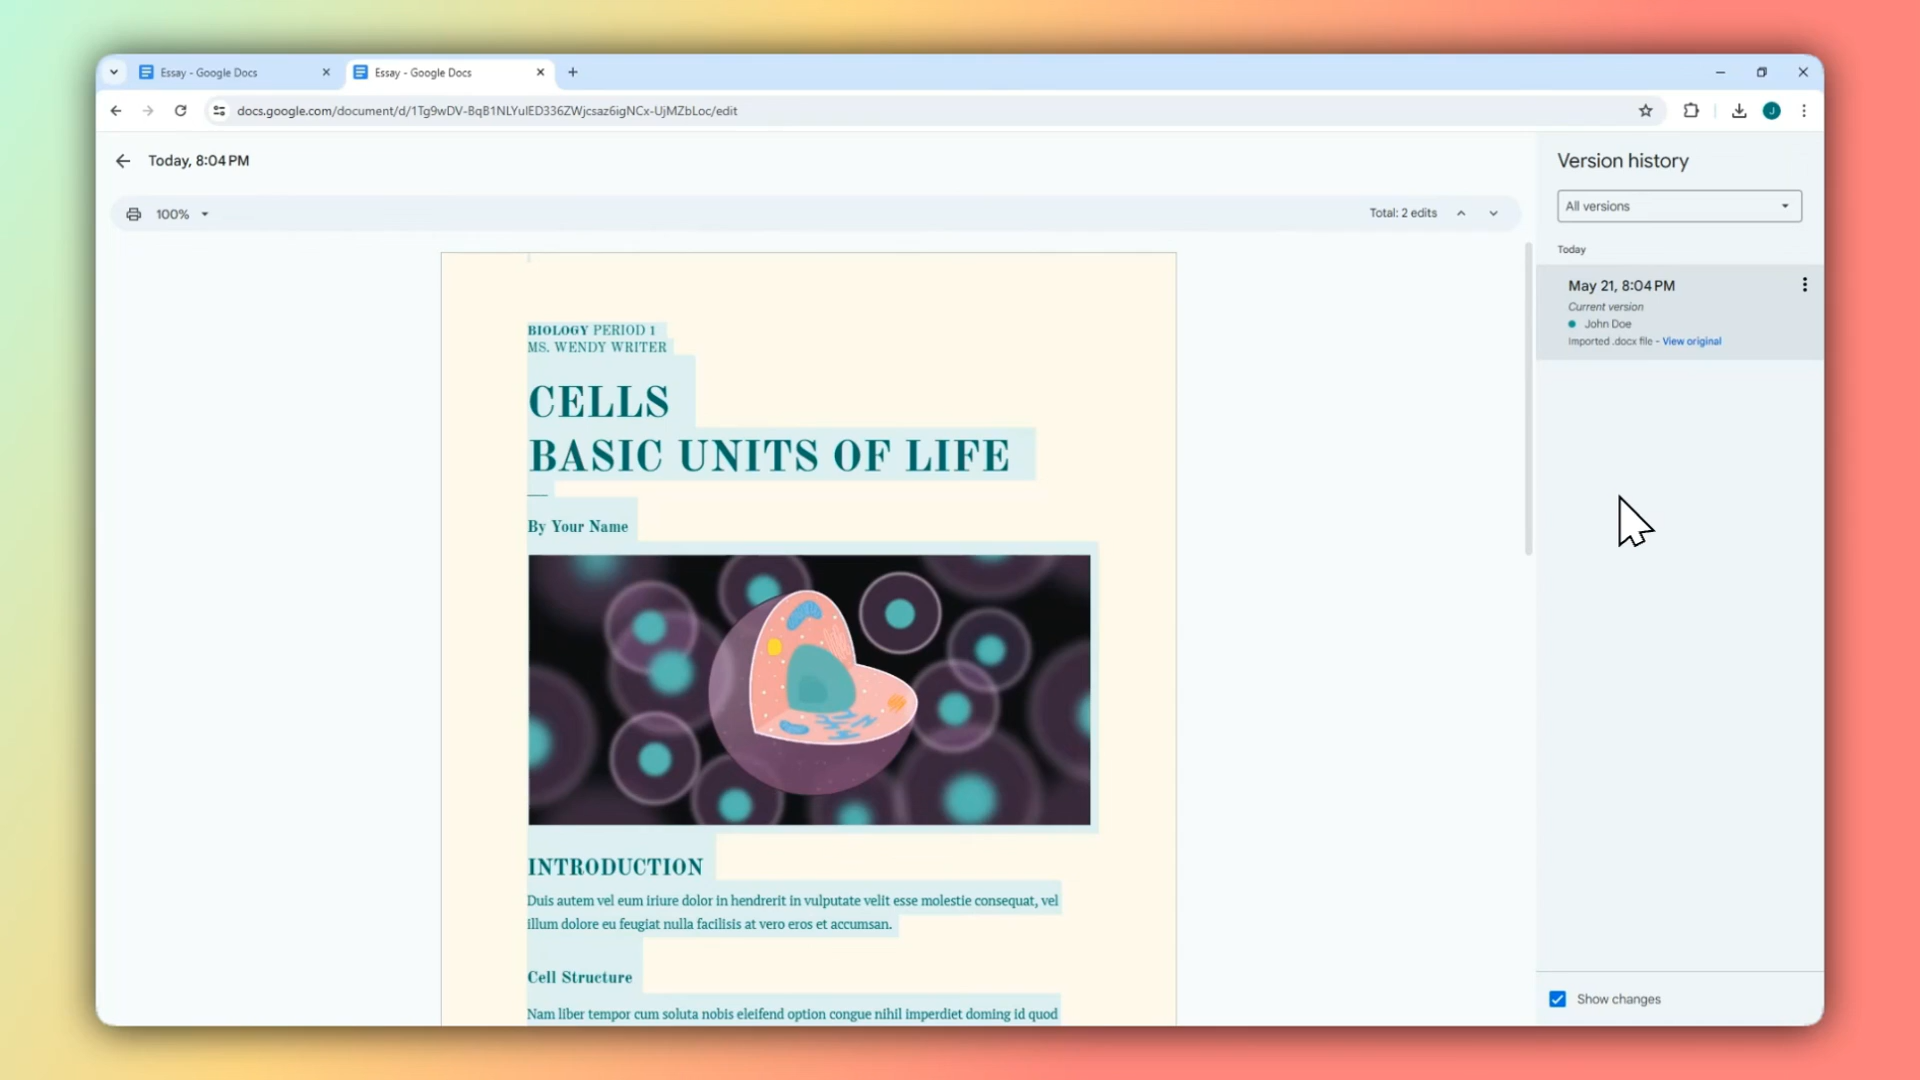 Essay - Google Docs
Essay - Google Docs
docs.google.com/document/d/1Tg9wDV-BqB1NLYuIED336ZWjcsaz6igNCx-UjMZbLoc/edit
J
Today, 8:04 PM
100%
Total: 2 edits
Version history
All versions
Today
May 21, 8:04 PM
Current version
John Doe
Imported .docx file - View original
BIOLOGY PERIOD 1
MS. WENDY WRITER
CELLS
BASIC UNITS OF LIFE
By Your Name
INTRODUCTION
Duis autem vel eum iriure dolor in hendrerit in vulputate velit esse molestie consequat, vel
illum dolore eu feugiat nulla facilisis at vero eros et accumsan.
Cell Structure
Nam liber tempor cum soluta nobis eleifend option congue nihil imperdiet doming id quod
Show changes